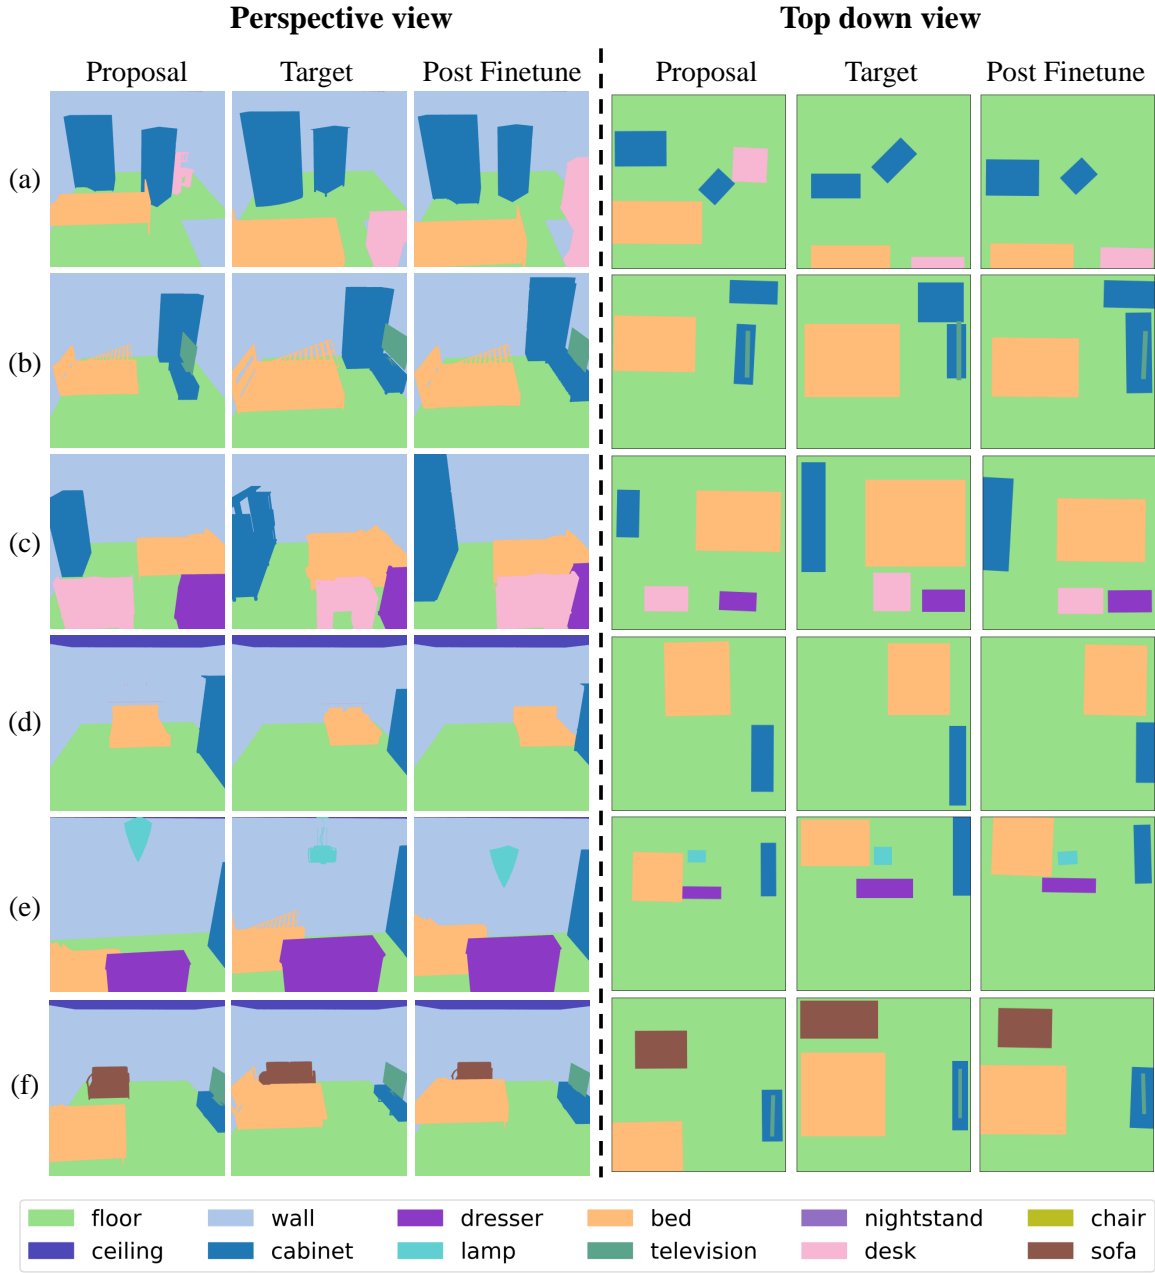 Perspective view Top down view
Proposal Target Post Finetune Proposal Target Post Finetune
(a)
(b)
(c)
(d)
(e)
(f)
floor wall dresser bed nightstand chair
ceiling cabinet lamp television desk sofa